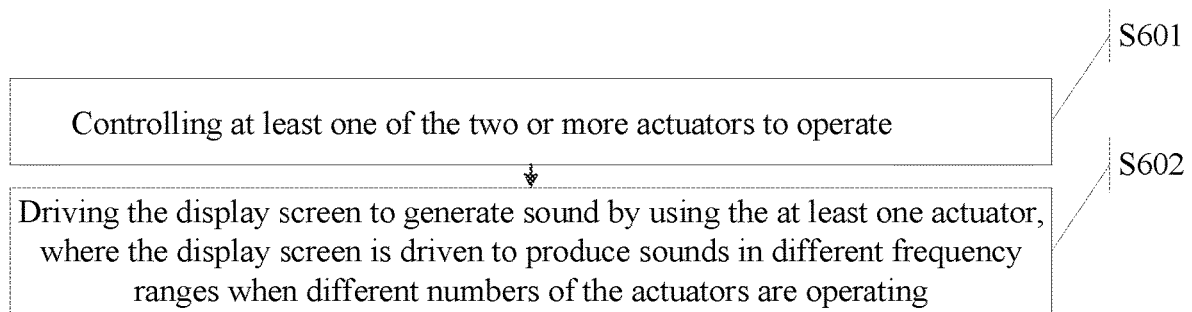 S601
Controlling at least one of the two or more actuators to operate
S602
Driving the display screen to generate sound by using the at least one actuator,
where the display screen is driven to produce sounds in different frequency
ranges when different numbers of the actuators are operating